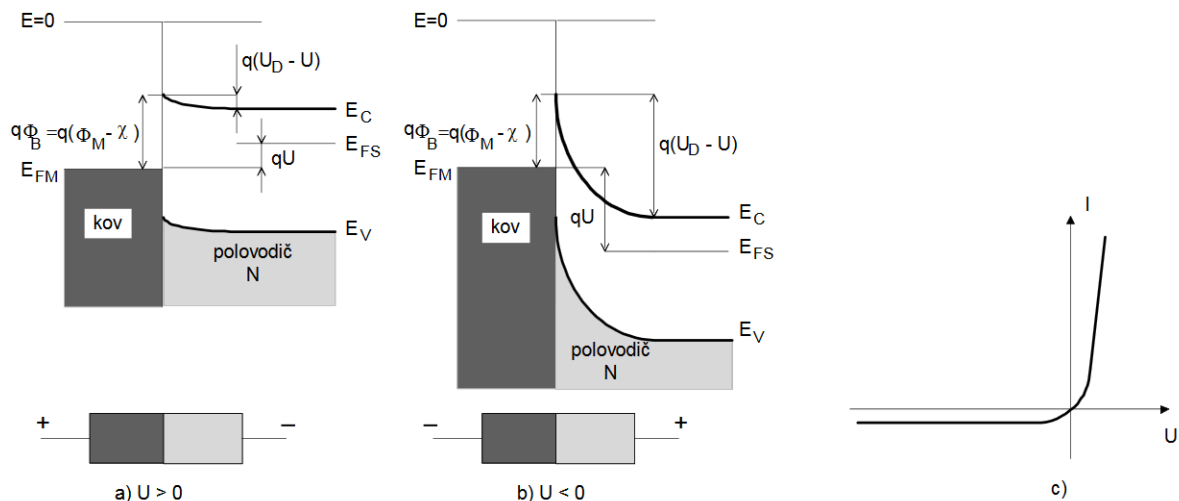 E=0
q(U_D - U)
E_C
qΦ_B =q(Φ_M - χ)
E_FS
qU
E_FM
kov
E_V
polovodič
N
+
–
a) U > 0
E=0
qΦ_B =q(Φ_M - χ)
q(U_D - U)
E_FM
kov
qU
E_C
E_FS
E_V
polovodič
N
–
+
b) U < 0
I
U
c)